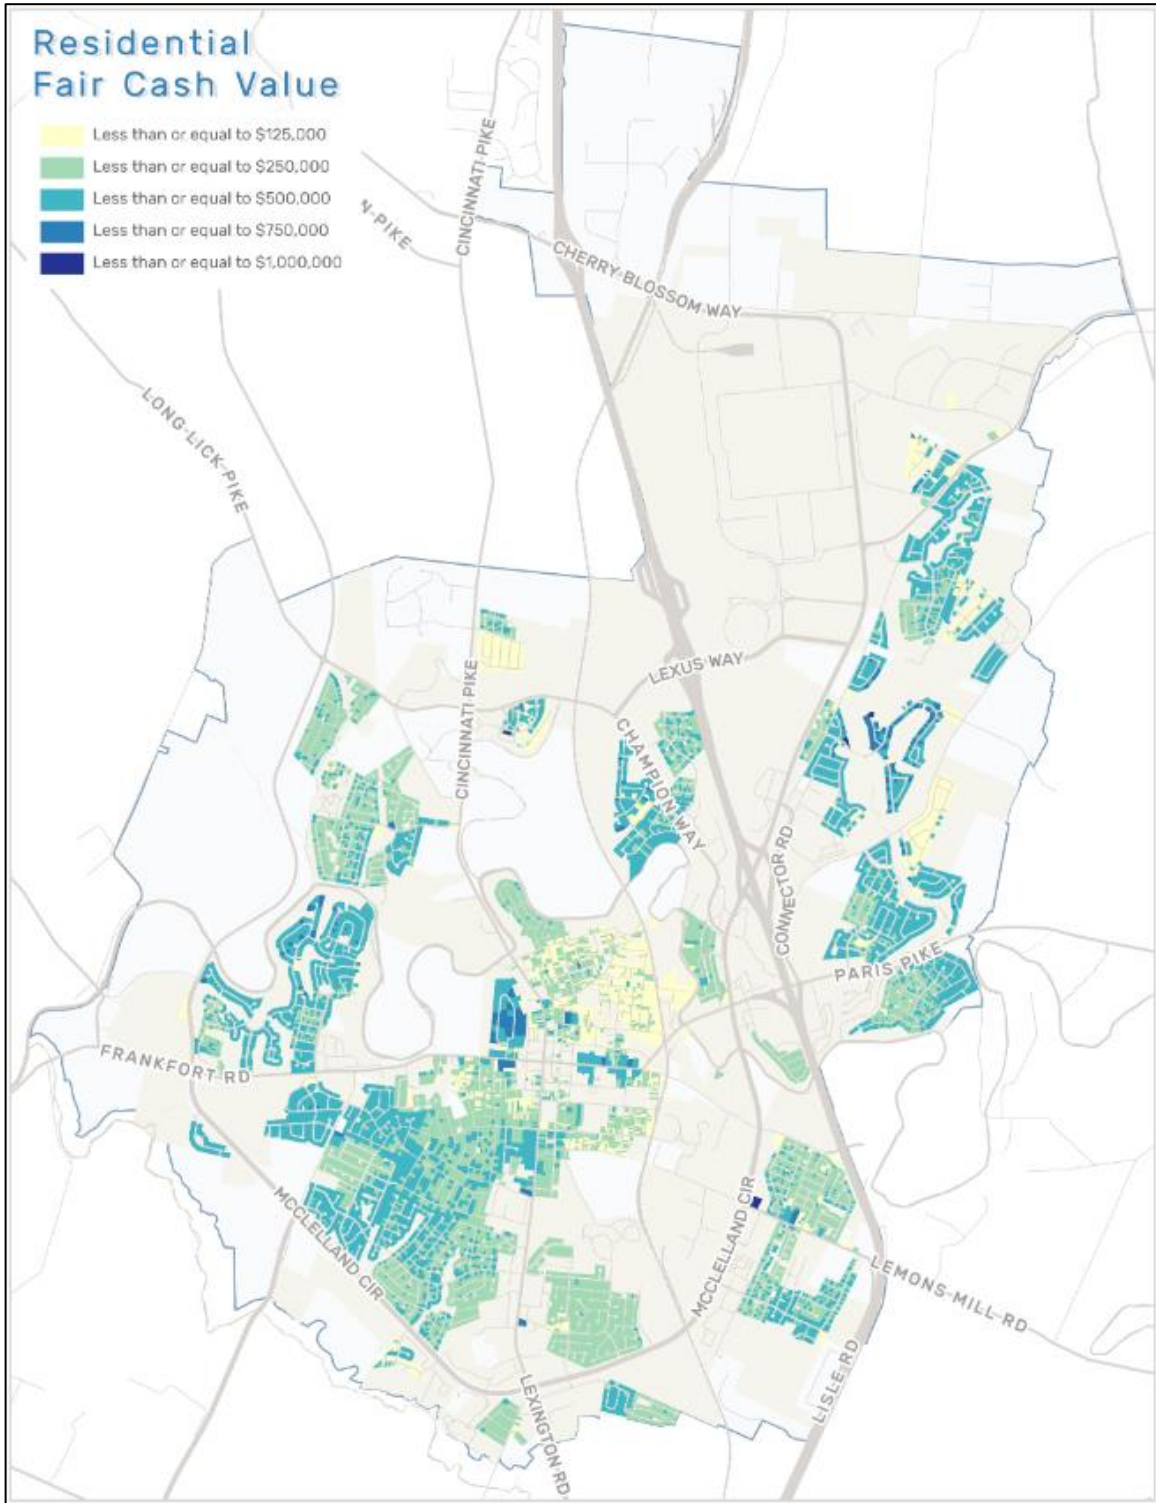 Residential
Fair Cash Value
Less than or equal to $125,000
Less than or equal to $250,000
Less than or equal to $500,000
Less than or equal to $750,000
Less than or equal to $1,000,000
CINCINNATI PIKE
N-PIKE
CHERRY BLOSSOM WAY
LONG-LICK-PIKE
LEXUS WAY
CINCINNATI PIKE
CHAMPION WAY
CONNECTOR RD
PARIS PIKE
FRANKFORT RD
MCCLELLAND CIR
MCCLELLAND CIR
LEMONS MILL RD
LISLE RD
LEXINGTON RD